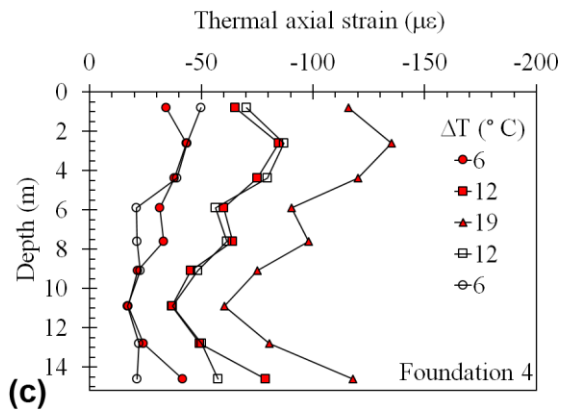 Thermal axial strain (με)
0 -50 -100 -150 -200
0
2
4
6
8
10
12
14
Depth (m)
ΔT (° C)
6
12
19
12
6
Foundation 4
(c)